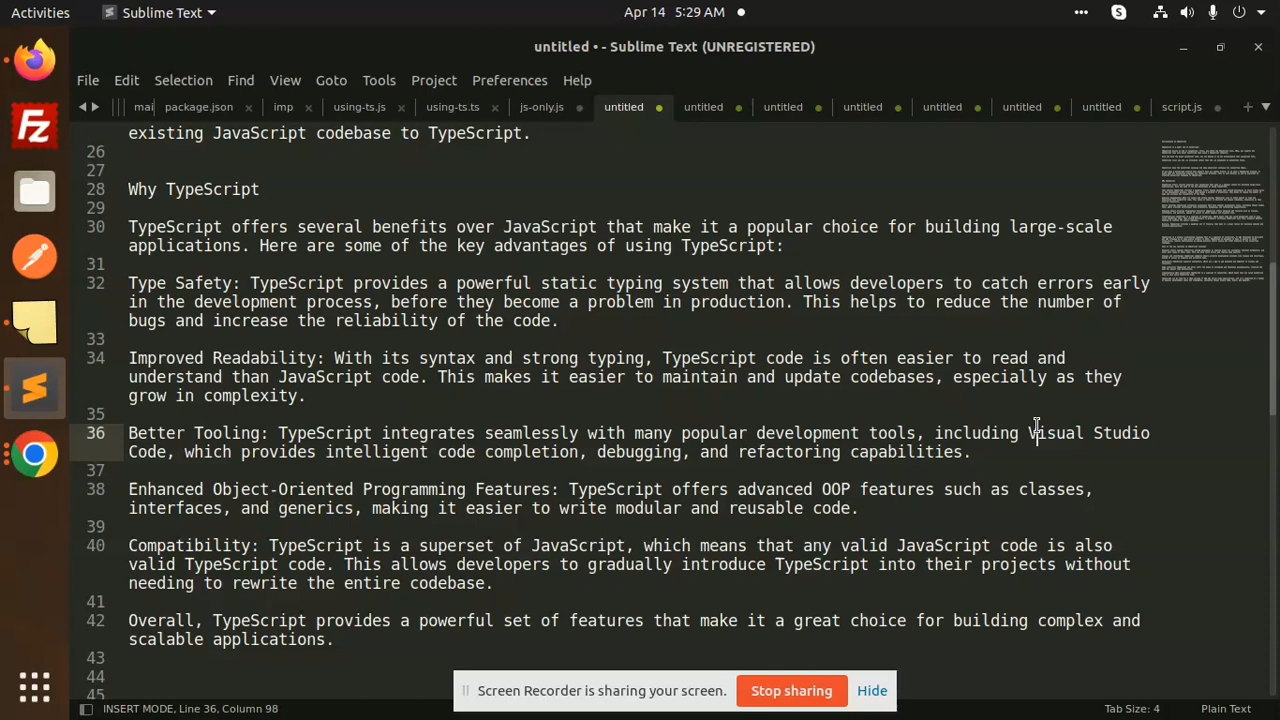 Activities
Sublime Text
Apr 14 5:29 AM
untitled • - Sublime Text (UNREGISTERED)
File Edit Selection Find View Goto Tools Project Preferences Help
mai package.json imp using-ts.js using-ts.ts js-only.js untitled untitled untitled untitled untitled untitled untitled script.js
existing JavaScript codebase to TypeScript.
26
27
28 Why TypeScript
29
30 TypeScript offers several benefits over JavaScript that make it a popular choice for building large-scale
applications. Here are some of the key advantages of using TypeScript:
31
32 Type Safety: TypeScript provides a powerful static typing system that allows developers to catch errors early
in the development process, before they become a problem in production. This helps to reduce the number of
bugs and increase the reliability of the code.
33
34 Improved Readability: With its syntax and strong typing, TypeScript code is often easier to read and
understand than JavaScript code. This makes it easier to maintain and update codebases, especially as they
grow in complexity.
35
36 Better Tooling: TypeScript integrates seamlessly with many popular development tools, including Visual Studio
Code, which provides intelligent code completion, debugging, and refactoring capabilities.
37
38 Enhanced Object-Oriented Programming Features: TypeScript offers advanced OOP features such as classes,
interfaces, and generics, making it easier to write modular and reusable code.
39
40 Compatibility: TypeScript is a superset of JavaScript, which means that any valid JavaScript code is also
valid TypeScript code. This allows developers to gradually introduce TypeScript into their projects without
needing to rewrite the entire codebase.
41
42 Overall, TypeScript provides a powerful set of features that make it a great choice for building complex and
scalable applications.
43
44
45
Screen Recorder is sharing your screen. Stop sharing Hide
INSERT MODE, Line 36, Column 98
Tab Size: 4
Plain Text